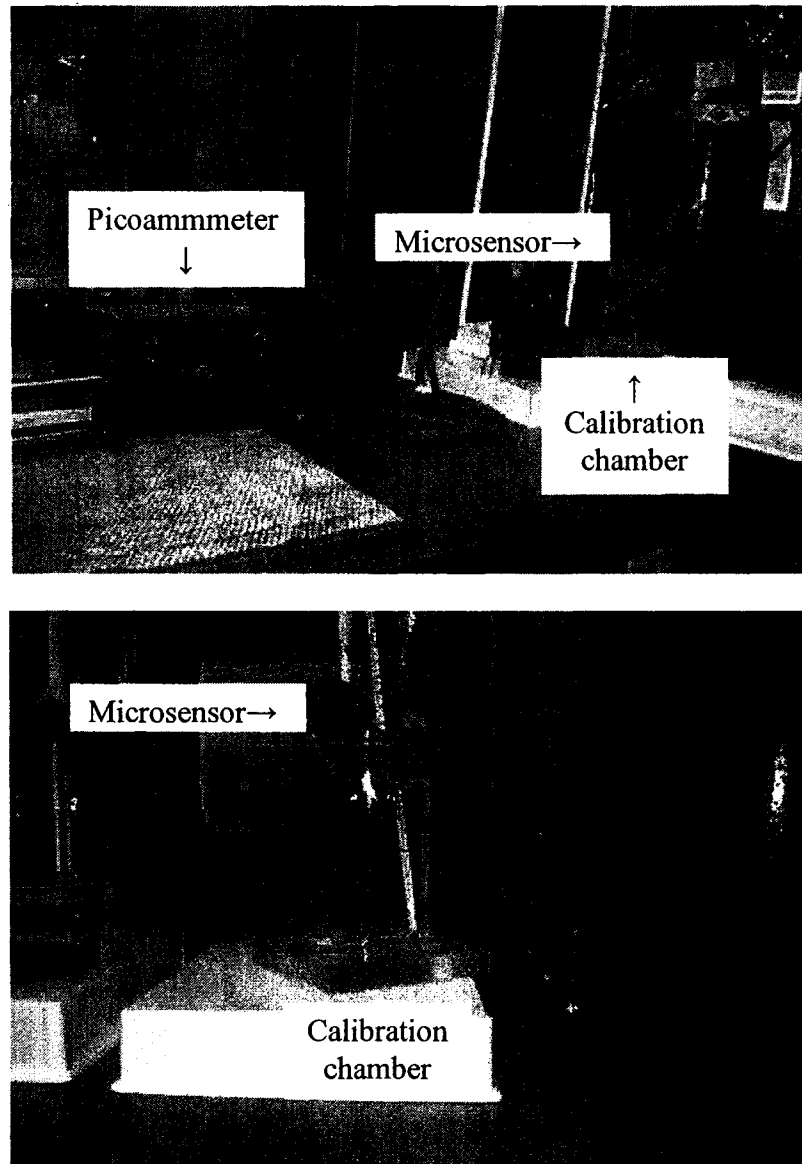 Picoammmeter
↓
Microsensor→
↑
Calibration
chamber
Microsensor→
Calibration
chamber